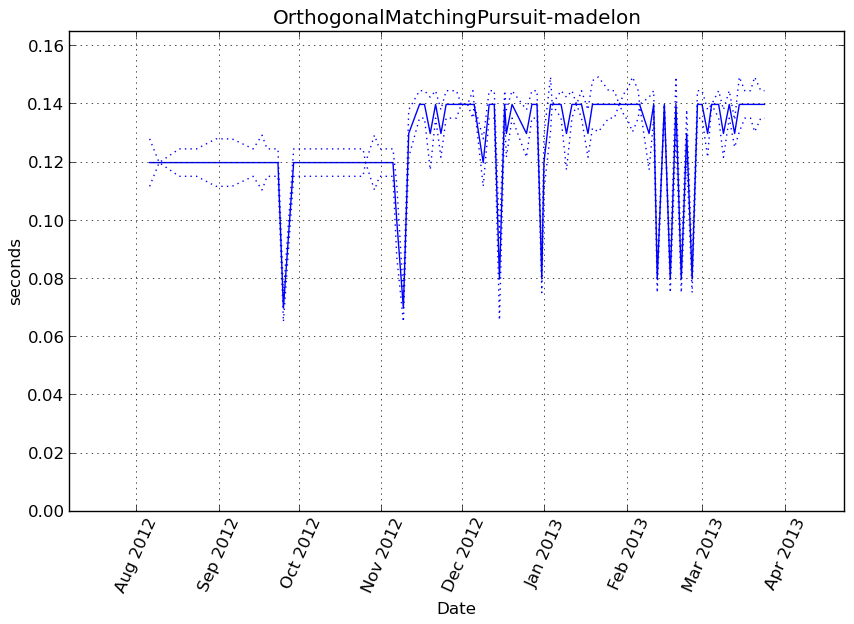 OrthogonalMatchingPursuit-madelon
0.16
0.14
0.12
0.10
0.08
0.06
0.04
0.02
0.00
seconds
Aug 2012
Sep 2012
Oct 2012
Nov 2012
Dec 2012
Jan 2013
Feb 2013
Mar 2013
Apr 2013
Date